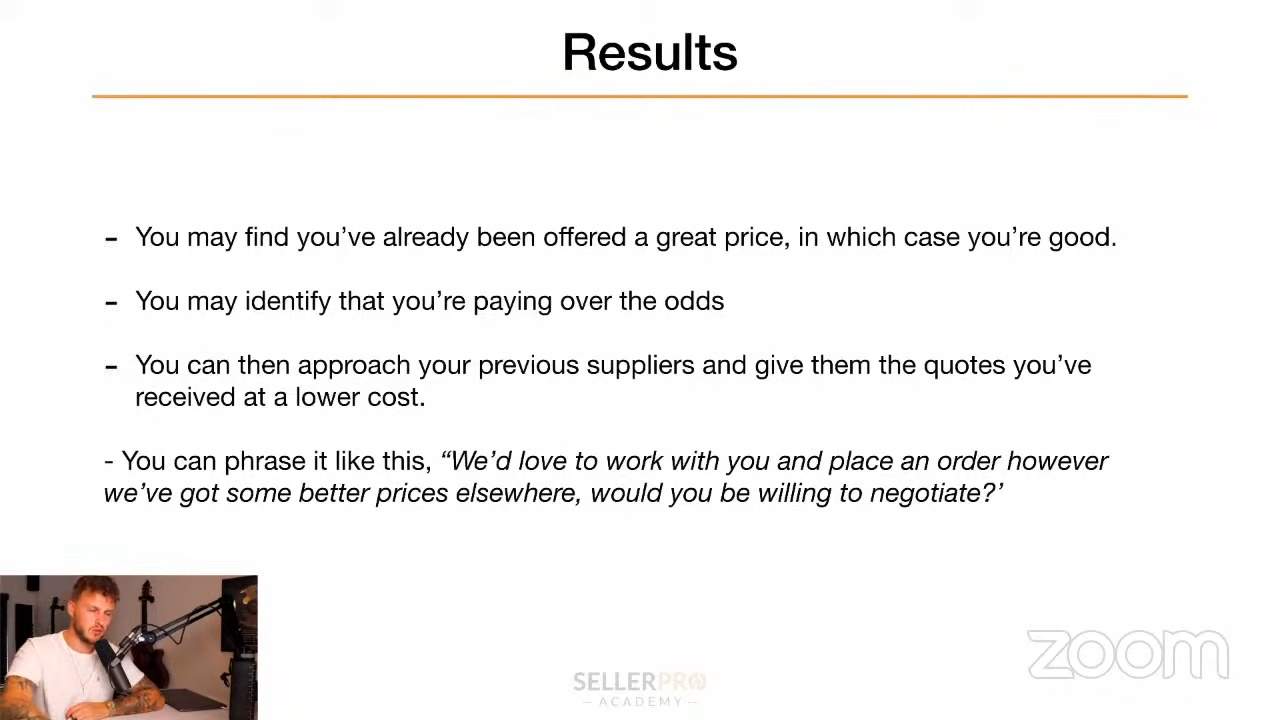 Results
- You may find you’ve already been offered a great price, in which case you’re good.
- You may identify that you’re paying over the odds
- You can then approach your previous suppliers and give them the quotes you’ve
received at a lower cost.
- You can phrase it like this, “We’d love to work with you and place an order however
we’ve got some better prices elsewhere, would you be willing to negotiate?’
zoom
SELLERPRO
—ACADEMY—